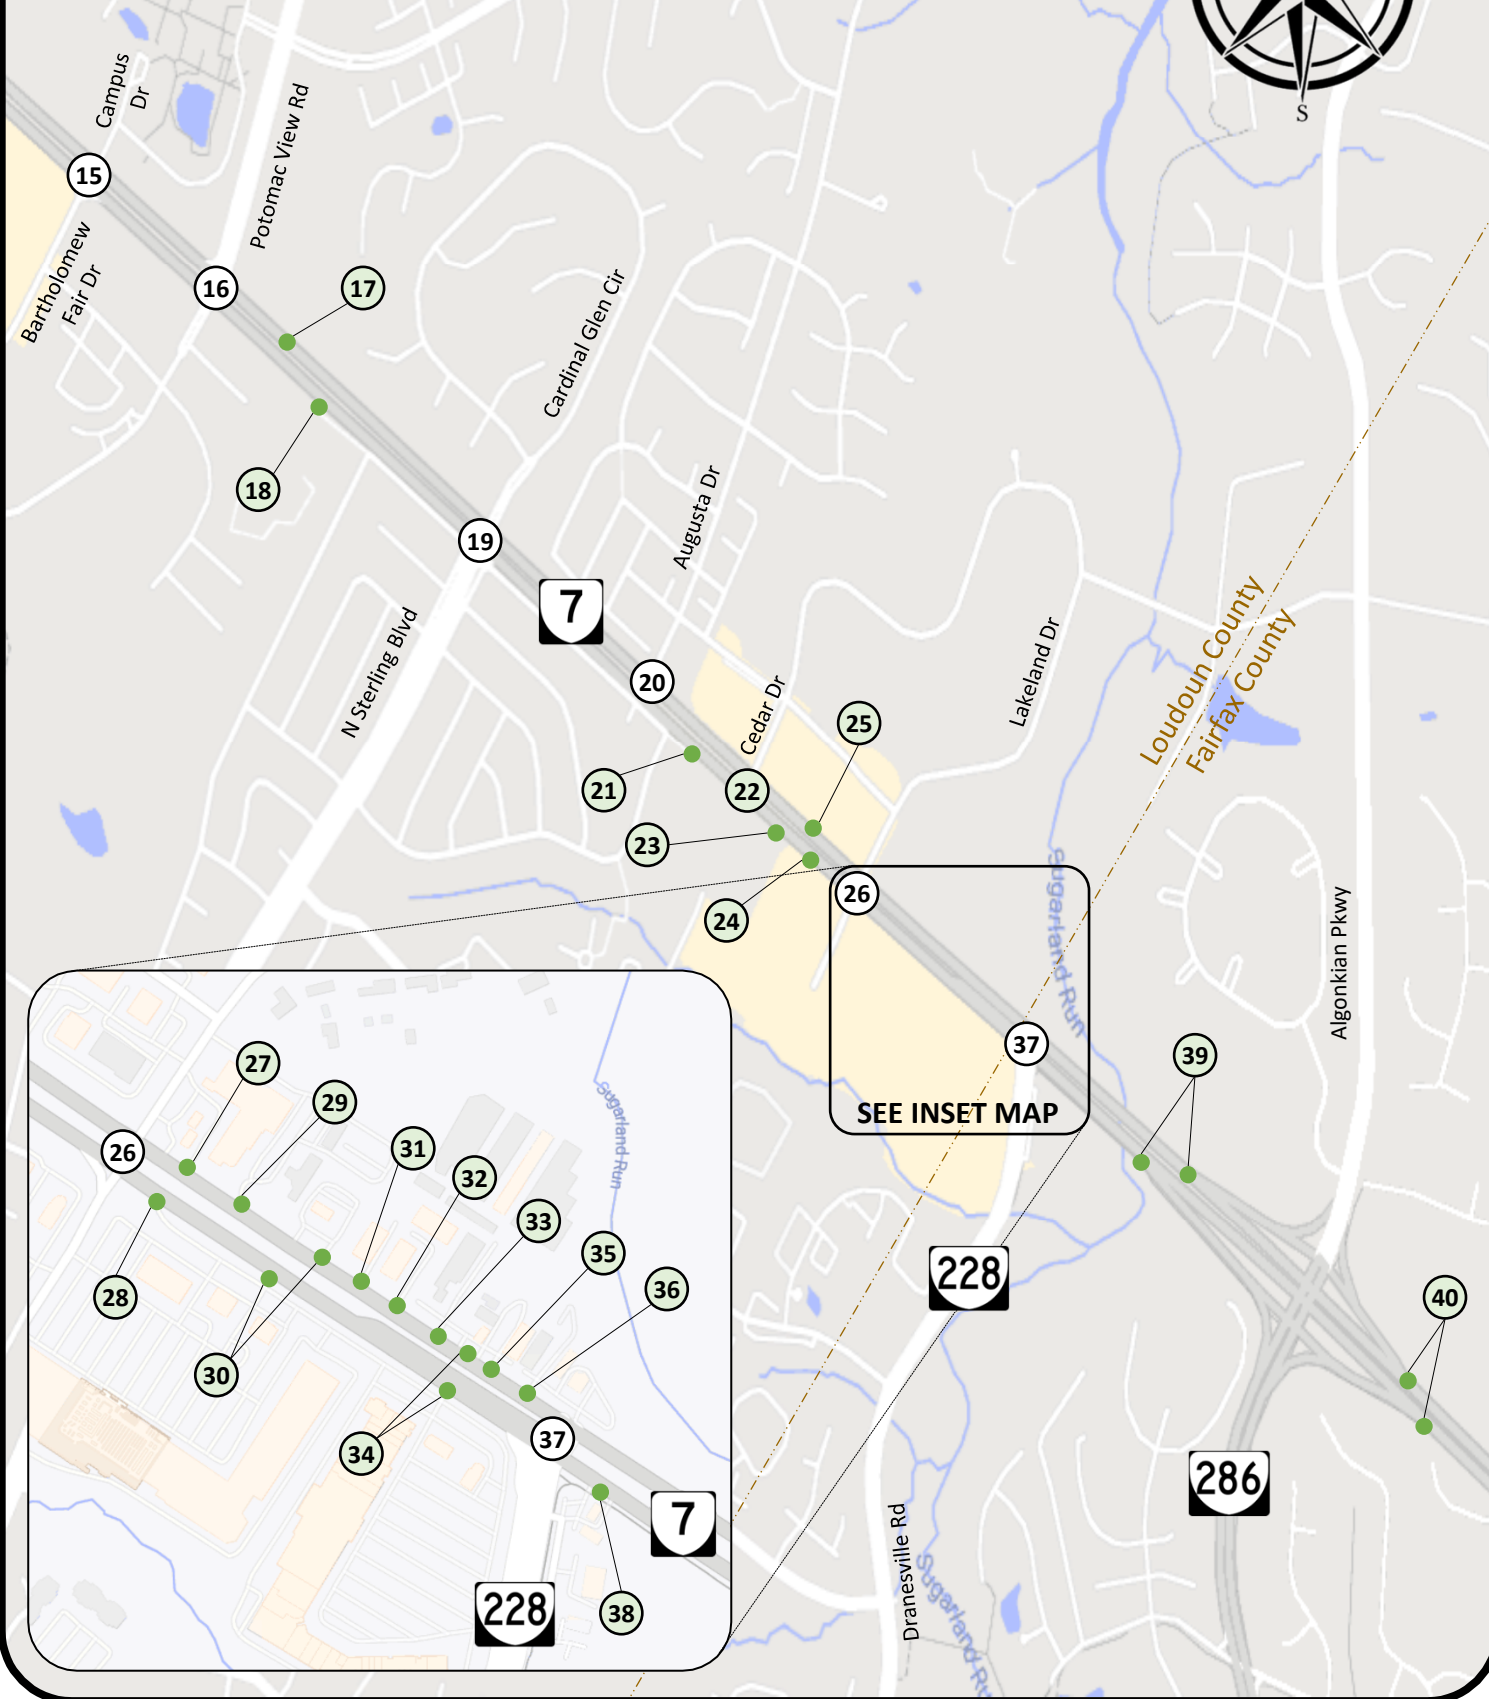 S
Campus
Dr
Potomac View Rd
15
Bartholomew
Fair Dr
16
17
Cardinal Glen Cir
18
Augusta Dr
19
7
N Sterling Blvd
20
Cedar Dr
Lakeland Dr
Loudoun County
Fairfax County
25
21
22
23
24
26
Sugarland Run
Algonkian Pkwy
37
39
SEE INSET MAP
228
40
286
Dranesville Rd
Sugarland Ru
27
29
26
31
32
Sugarland Run
33
35
36
28
30
34
37
7
228
38